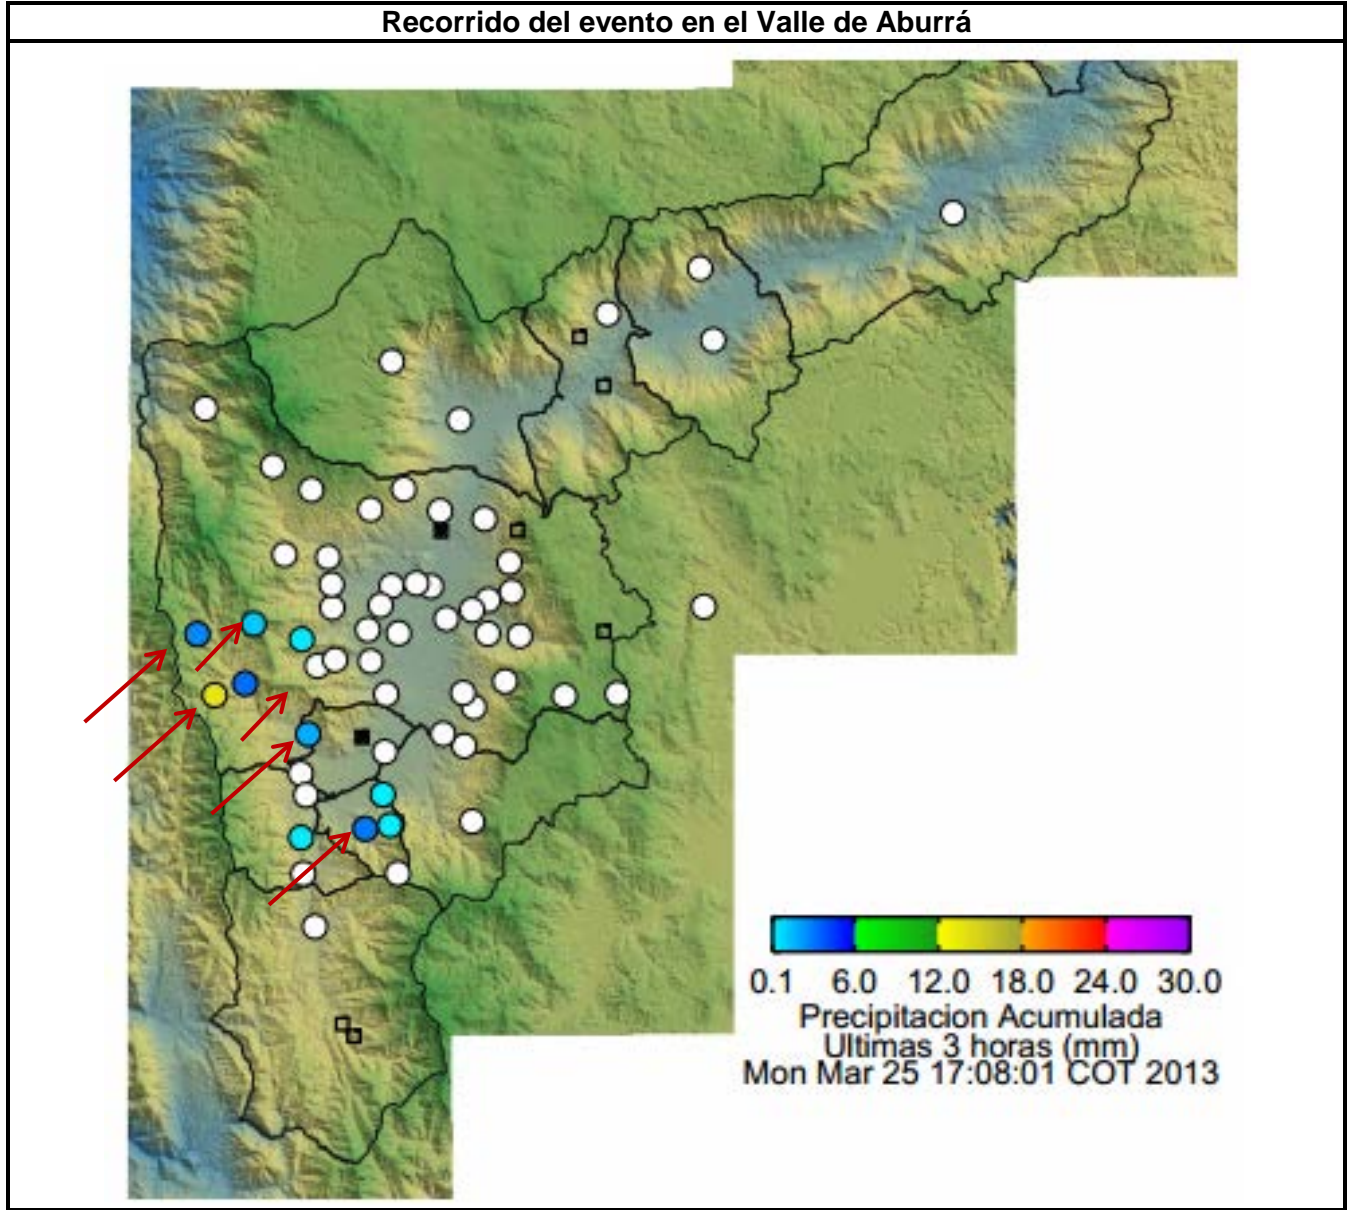 Recorrido del evento en el Valle de Aburrá
0.1 6.0 12.0 18.0 24.0 30.0
Precipitacion Acumulada
Ultimas 3 horas (mm)
Mon Mar 25 17:08:01 COT 2013